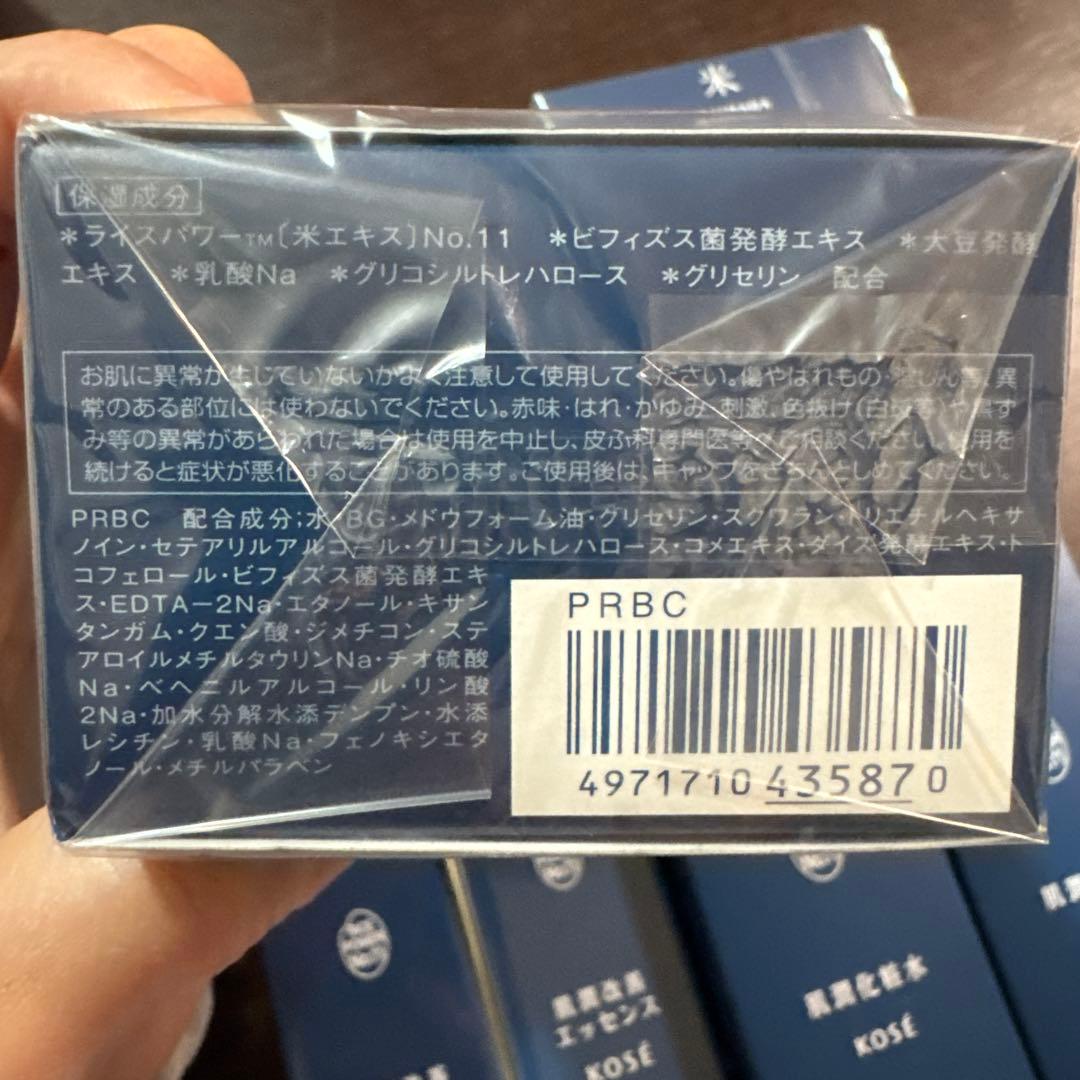 米
保湿成分
＊ライスパワー™〔米エキス〕No.11 ＊ビフィズス菌発酵エキス ＊大豆発酵
エキス ＊乳酸Na ＊グリコシルトレハロース ＊グリセリン 配合
お肌に異常が生じていないかよく注意して使用してください。傷やはれもの・しん等、異
常のある部位には使わないでください。赤味・はれ・かゆみ、刺激、色抜け(白斑等)や黒ず
み等の異常があらわれた場合は使用を中止し、皮ふ科専門医等へご相談ください。使用を
続けると症状が悪化することがあります。ご使用後は、キャップをきちんとしめてください。
PRBC 配合成分;水・BG・メドウフォーム油・グリセリン・スクワラン・トリエチルヘキサ
ノイン・セテアリルアルコール・グリコシルトレハロース・コメエキス・ダイズ発酵エキス・ト
コフェロール・ビフィズス菌発酵エキ
ス・EDTA－2Na・エタノール・キサン
タンガム・クエン酸・ジメチコン・ステ
アロイルメチルタウリンNa・チオ硫酸
Na・ベヘニルアルコール・リン酸
2Na・加水分解水添デンプン・水添
レシチン・乳酸Na・フェノキシエタ
ノール・メチルパラベン
PRBC
4971710 435870
肌潤改善
エッセンス
KOSÉ
肌潤化粧水
KOSÉ
肌潤